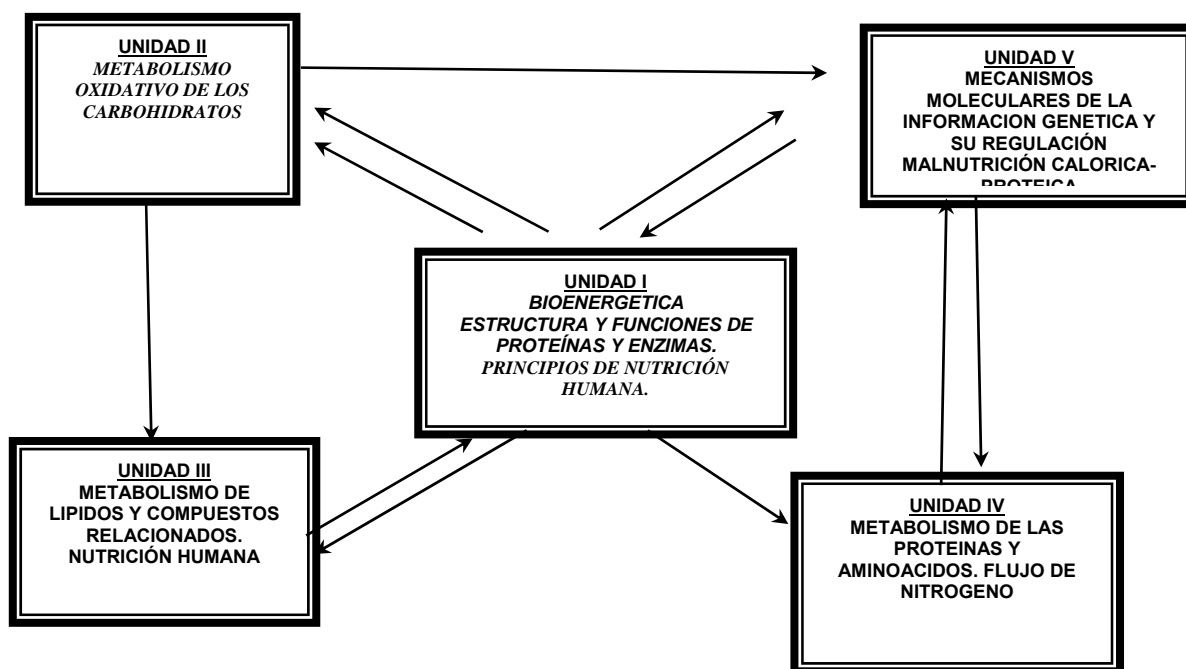 UNIDAD II
METABOLISMO
OXIDATIVO DE LOS
CARBOHIDRATOS
UNIDAD V
MECANISMOS
MOLECULARES DE LA
INFORMACION GENETICA Y
SU REGULACIÓN
MALNUTRICIÓN CALORICA-
PROTEICA
UNIDAD I
BIOENERGETICA
ESTRUCTURA Y FUNCIONES DE
PROTEÍNAS Y ENZIMAS.
PRINCIPIOS DE NUTRICIÓN
HUMANA.
UNIDAD III
METABOLISMO DE
LIPIDOS Y COMPUESTOS
RELACIONADOS.
NUTRICIÓN HUMANA
UNIDAD IV
METABOLISMO DE LAS
PROTEINAS Y
AMINOACIDOS. FLUJO DE
NITROGENO